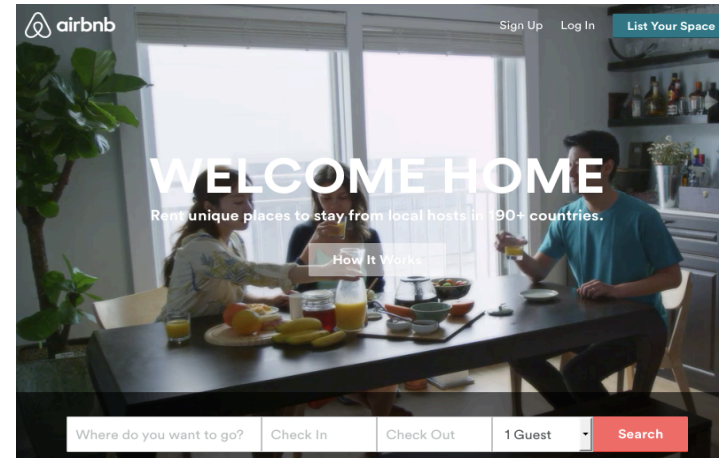 airbnb
Sign Up Log In List Your Space
WELCOME HOME
Rent unique places to stay from local hosts in 190+ countries.
How It Works
Where do you want to go? Check In Check Out 1 Guest Search